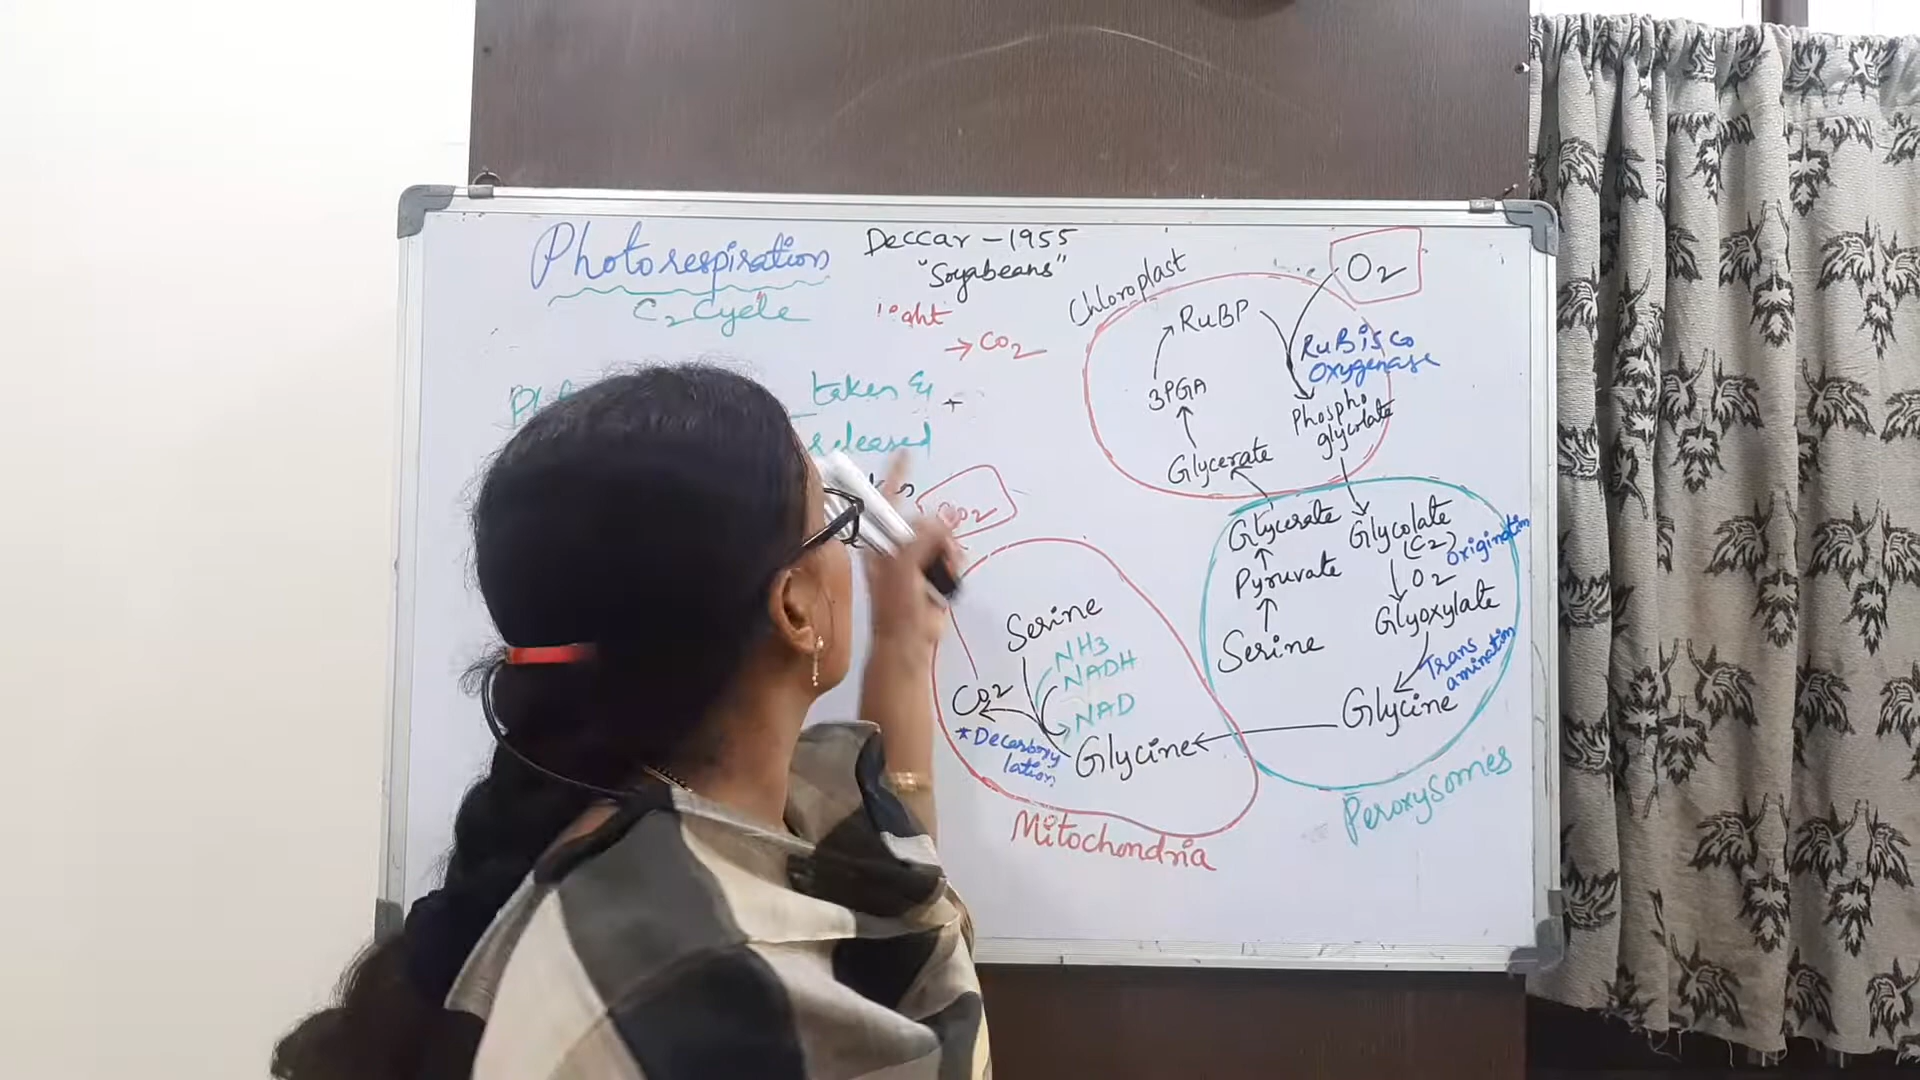 Photorespiration
C2 Cycle
Deccar - 1955
"Soyabeans"
ight
→ CO2
taken &
released
CO2
Chloroplast
O2
RuBP
RuBisCo
Oxygenase
3PGA
Phospho
glycolate
Glycerate
Glycerate
Glycolate
(C2)
Originatin
O2
Pyruvate
Glyoxylate
Serine
Trans
amination
Glycine
Peroxysomes
Serine
NH3
NADH
CO2
NAD
*Decarboxy
lation
Glycine
Mitochondria